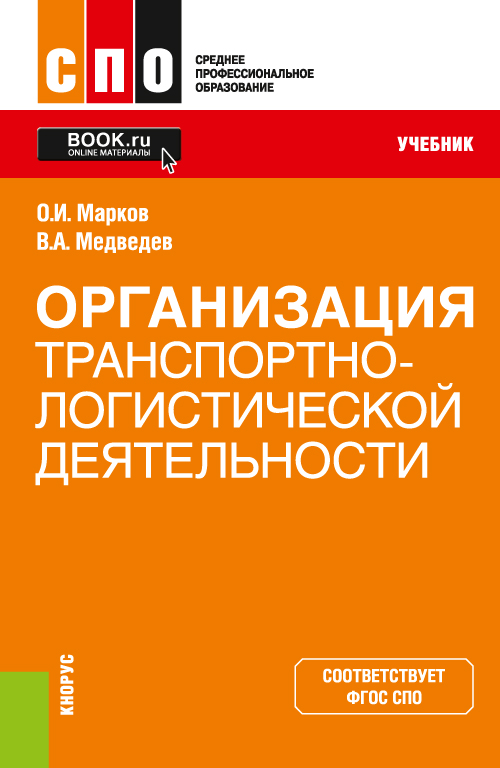 СПО
СРЕДНЕЕ
ПРОФЕССИОНАЛЬНОЕ
ОБРАЗОВАНИЕ
BOOK.ru
ONLINE МАТЕРИАЛЫ
УЧЕБНИК
О.И. Марков
В.А. Медведев
ОРГАНИЗАЦИЯ
ТРАНСПОРТНО-
ЛОГИСТИЧЕСКОЙ
ДЕЯТЕЛЬНОСТИ
КНОРУС
СООТВЕТСТВУЕТ
ФГОС СПО